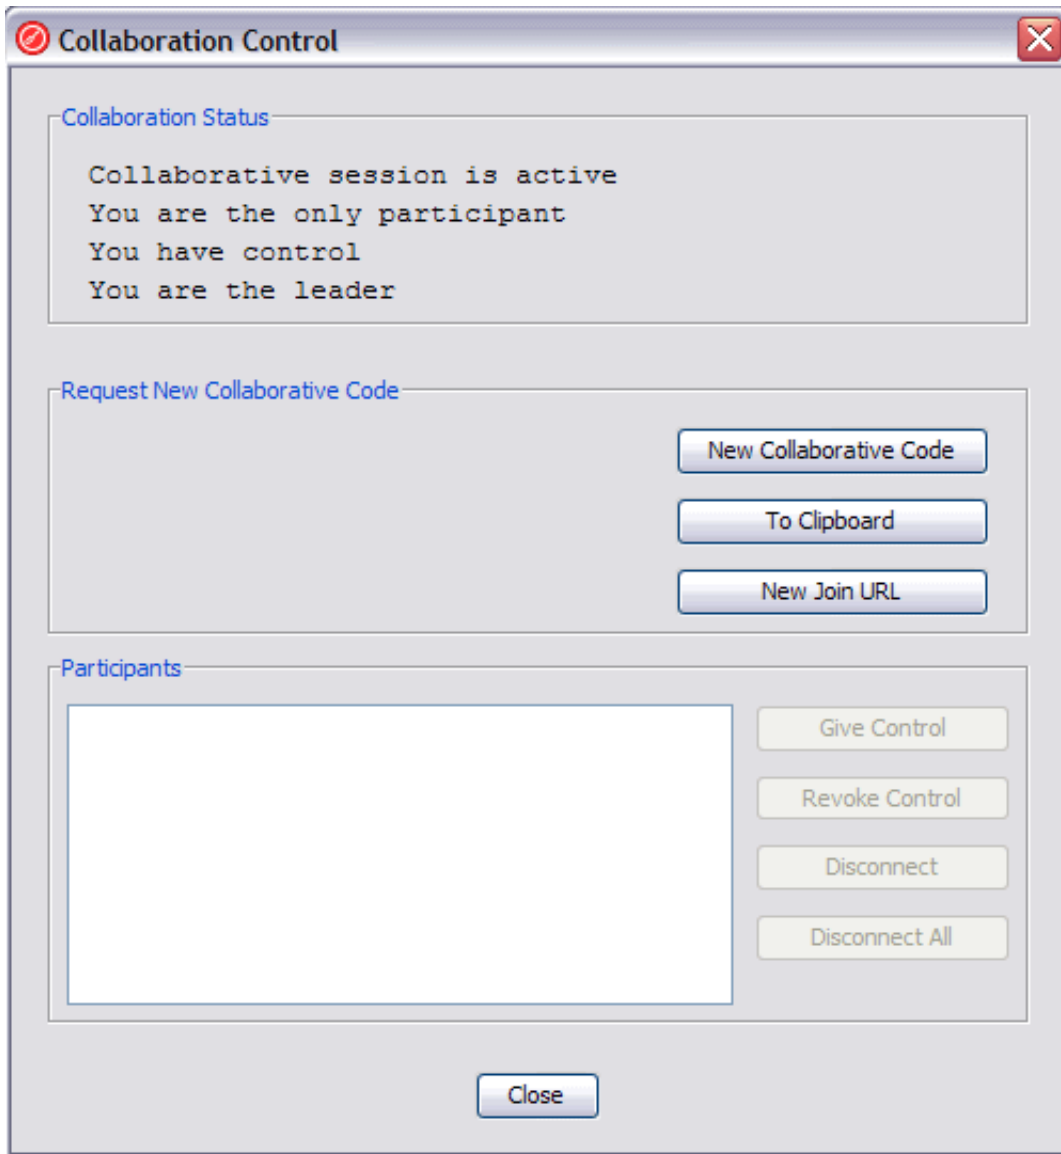 Collaboration Control
Collaboration Status
Collaborative session is active
You are the only participant
You have control
You are the leader
Request New Collaborative Code
New Collaborative Code
To Clipboard
New Join URL
Participants
Give Control
Revoke Control
Disconnect
Disconnect All
Close